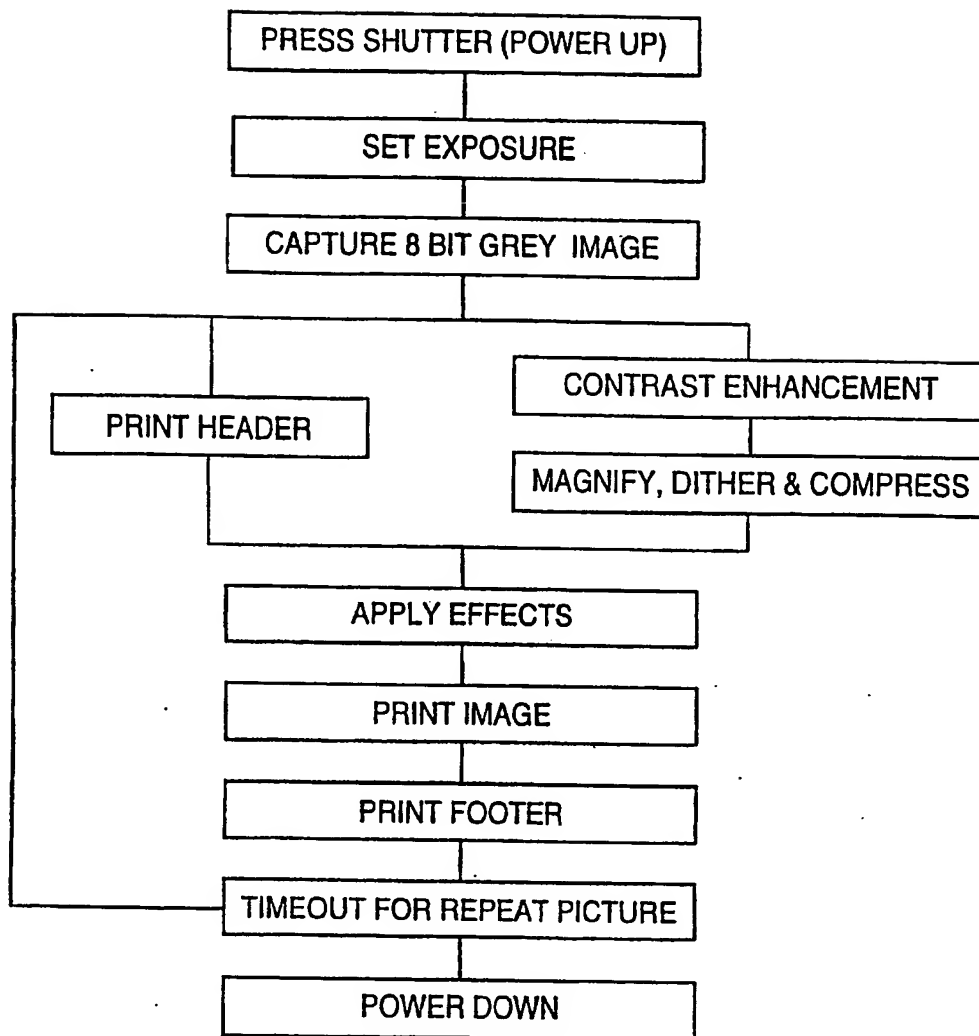 PRESS SHUTTER (POWER UP)
SET EXPOSURE
CAPTURE 8 BIT GREY IMAGE
PRINT HEADER
CONTRAST ENHANCEMENT
MAGNIFY, DITHER & COMPRESS
APPLY EFFECTS
PRINT IMAGE
PRINT FOOTER
TIMEOUT FOR REPEAT PICTURE
POWER DOWN